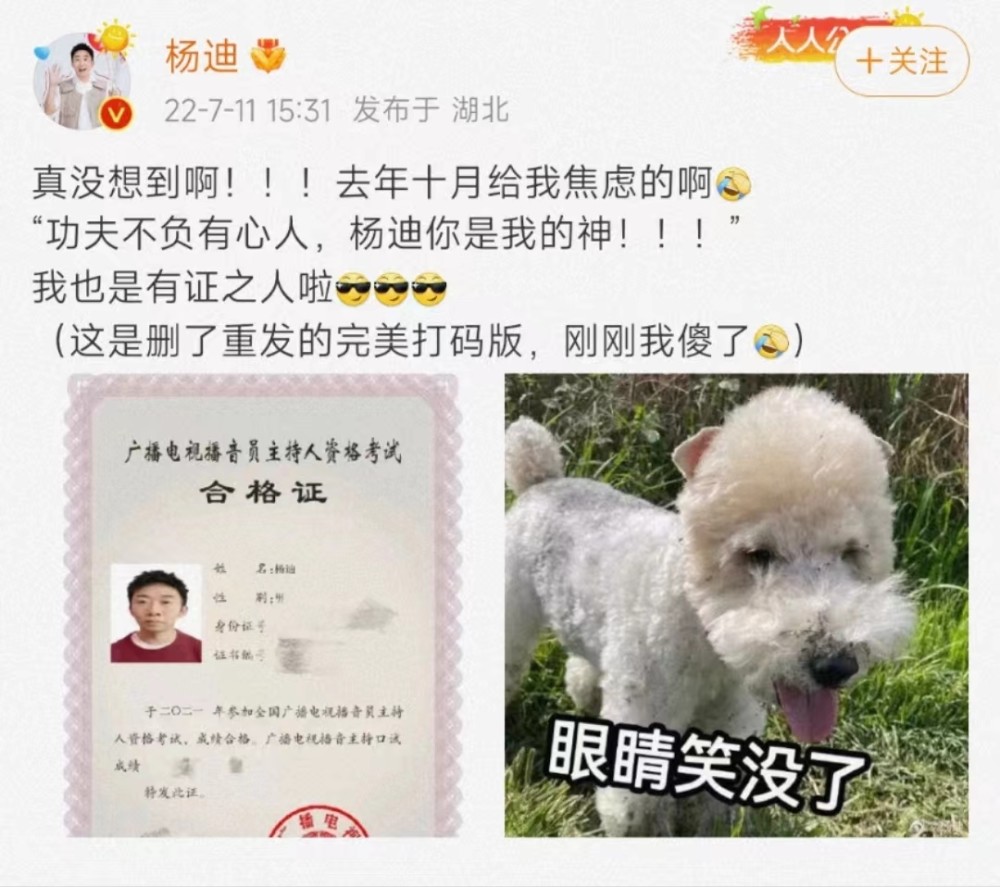 杨迪
22-7-11 15:31 发布于 湖北
人人公
+关注
真没想到啊！！！去年十月给我焦虑的啊🤣
“功夫不负有心人，杨迪你是我的神！！！”
我也是有证之人啦😎😎😎
（这是删了重发的完美打码版，刚刚我傻了🤣）
广播电视播音员主持人资格考试
合格证
姓 名：杨迪
性 别：
身份证号
证书编号
于二〇二一 年参加全国广播电视播音员主持
人资格考试，成绩合格。广播电视播音主持口试
成绩
特发此证。
广播电视
眼睛笑没了